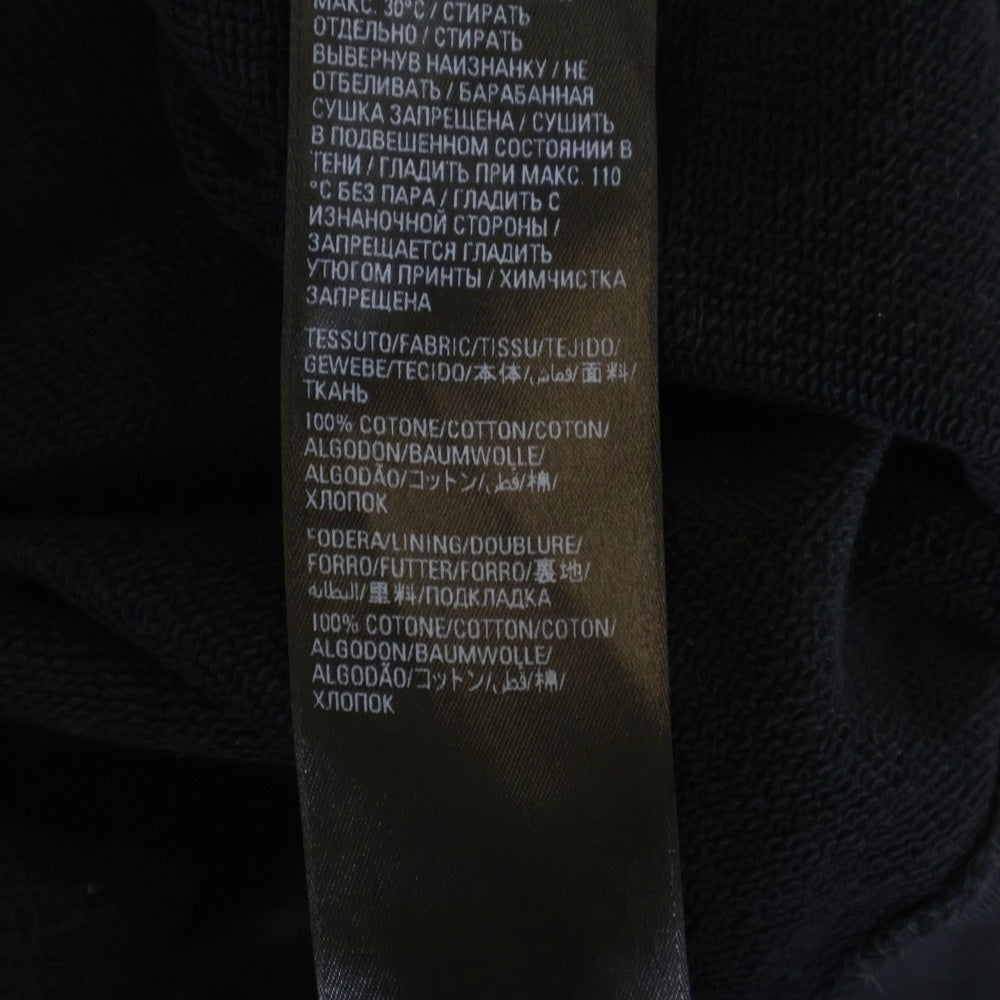 МАКС. 30°C / СТИРАТЬ
ОТДЕЛЬНО / СТИРАТЬ
ВЫВЕРНУВ НАИЗНАНКУ / НЕ
ОТБЕЛИВАТЬ / БАРАБАННАЯ
СУШКА ЗАПРЕЩЕНА / СУШИТЬ
В ПОДВЕШЕННОМ СОСТОЯНИИ В
ТЕНИ / ГЛАДИТЬ ПРИ МАКС. 110
°C БЕЗ ПАРА / ГЛАДИТЬ С
ИЗНАНОЧНОЙ СТОРОНЫ /
ЗАПРЕЩАЕТСЯ ГЛАДИТЬ
УТЮГОМ ПРИНТЫ / ХИМЧИСТКА
ЗАПРЕЩЕНА
TESSUTO/FABRIC/TISSU/TEJIDO/
GEWEBE/TECIDO/本体/قماش/面料/
ТКАНЬ
100% COTONE/COTTON/COTON/
ALGODON/BAUMWOLLE/
ALGODÃO/コットン/قطن/棉/
ХЛОПОК
FODERA/LINING/DOUBLURE/
FORRO/FUTTER/FORRO/裏地/
البطانة/里料/ПОДКЛАДКА
100% COTONE/COTTON/COTON/
ALGODON/BAUMWOLLE/
ALGODÃO/コットン/قطن/棉/
ХЛОПОК